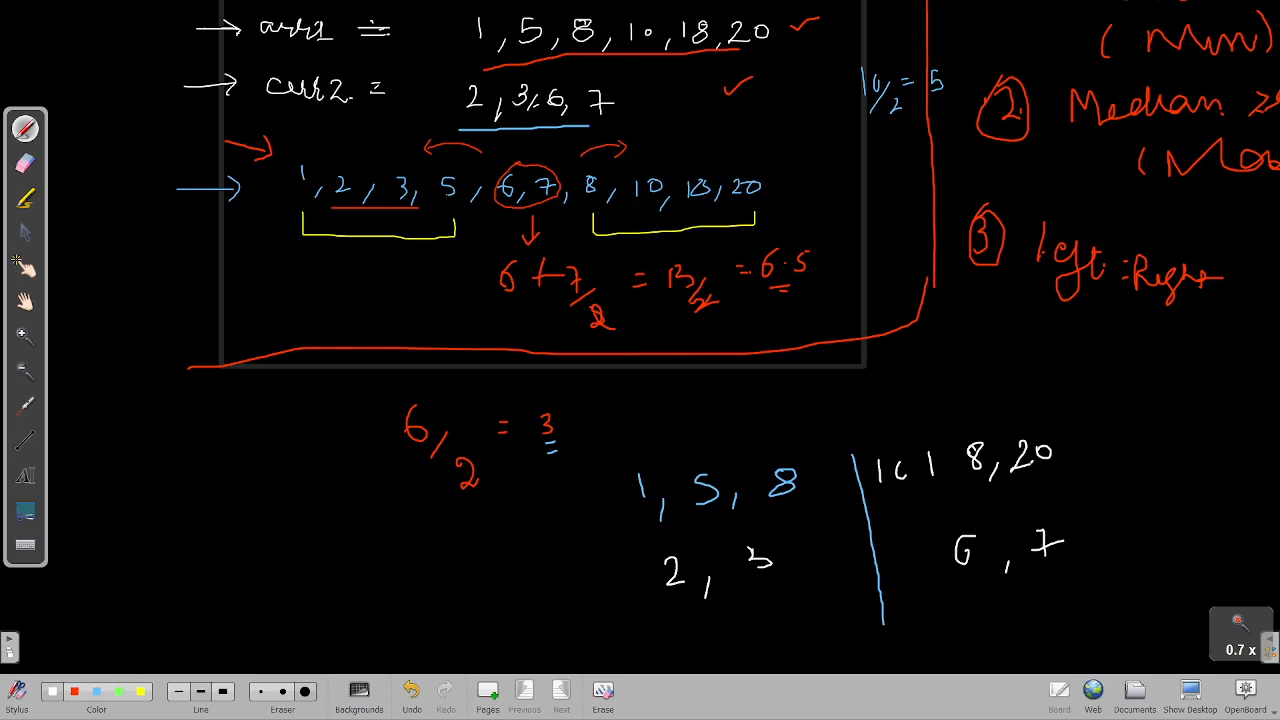 → arr1 = 1, 5, 8, 10, 18, 20 ✓
( Min )
→ arr2 = 2, 3, 6, 7 ✓
10/2 = 5
2. Median
→ 1, 2, 3, 5, 6, 7, 8, 10, 18, 20
3 left = Right
6 + 7/2 = 13/2 = 6.5
6/2 = 3
1, 5, 8 | 10 18, 20
2, 3 | 6, 7
0.7 x
Stylus Color Line Eraser Backgrounds Undo Redo Pages Previous Next Erase Board Web Documents Show Desktop OpenBoard